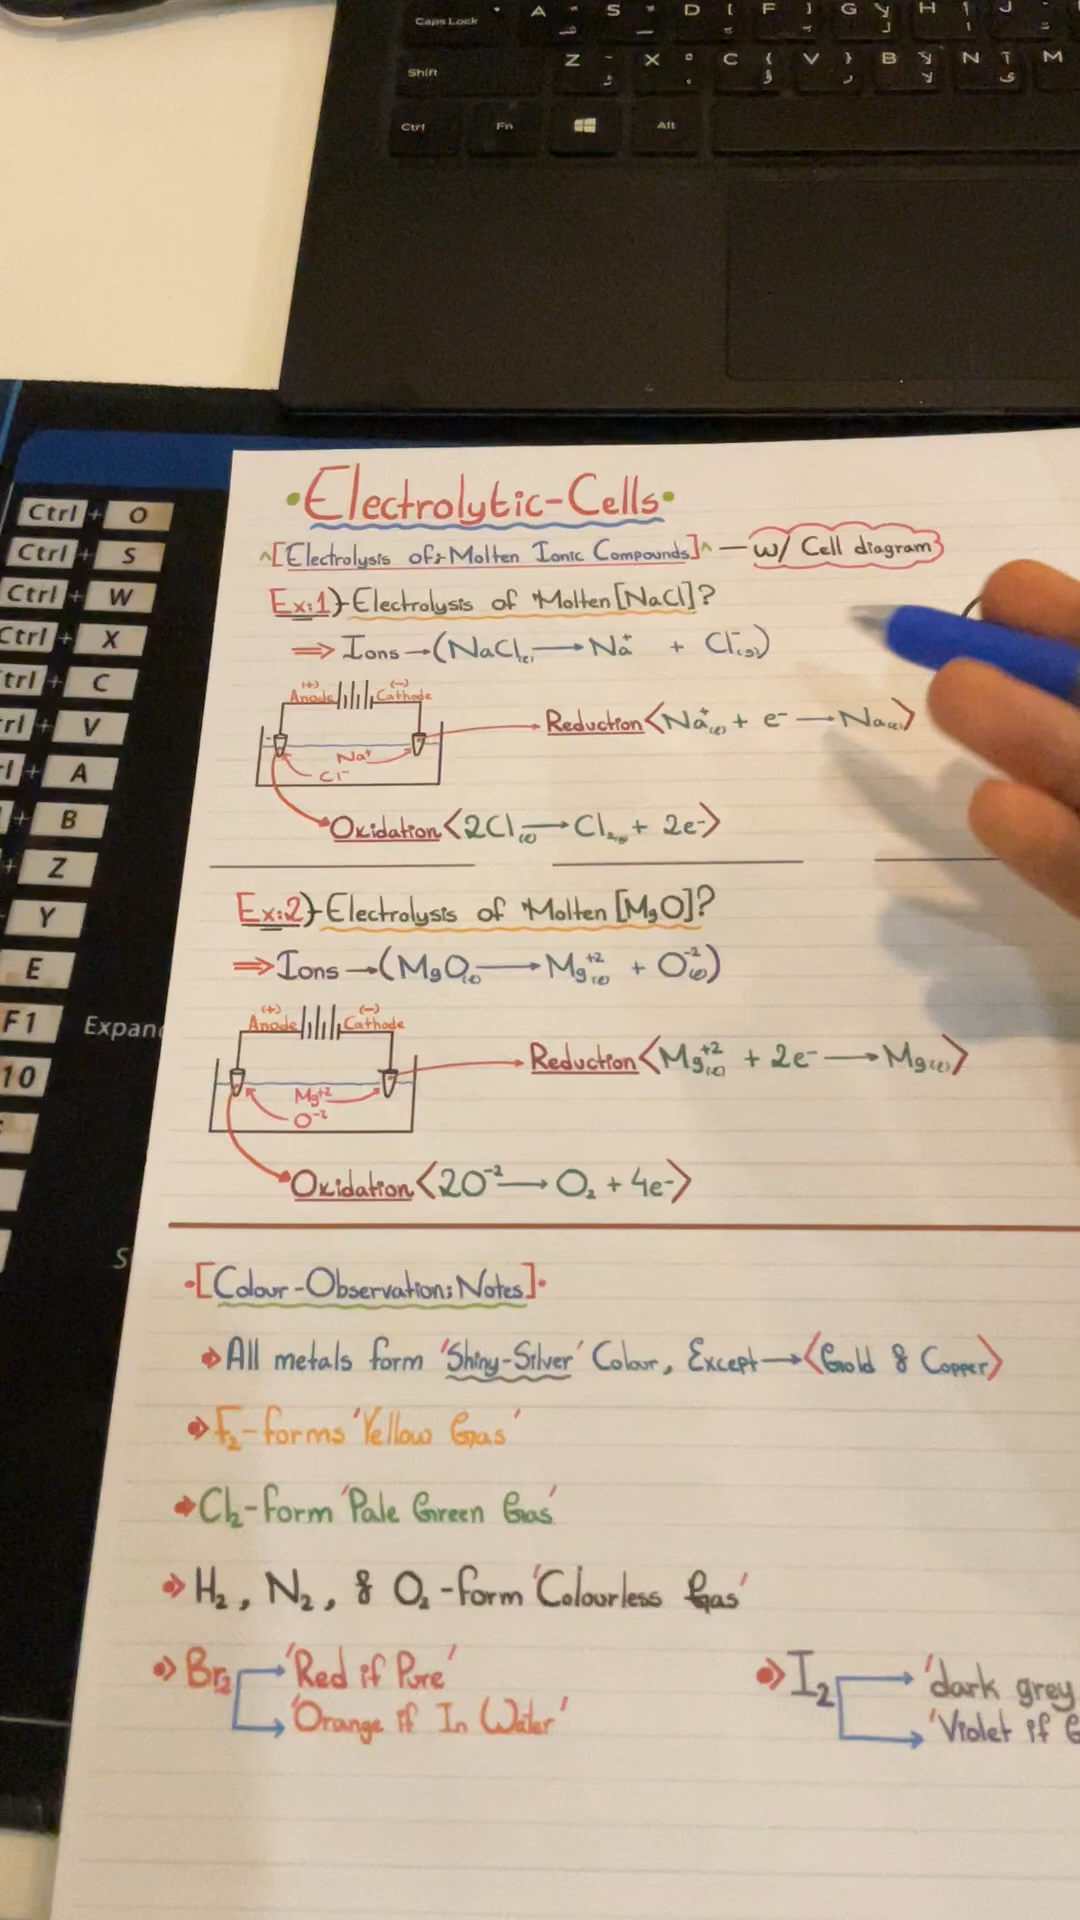 Caps Lock A S D F G H J
Shift Z X C V B N M
Ctrl Fn Alt
Ctrl + O
Ctrl + S
Ctrl + W
Ctrl + X
trl + C
rl + V
l + A
+ B
+ Z
Y
E
F1 Expan
10
S
•Electrolytic-Cells•
^[Electrolysis of:-Molten Ionic Compounds]^ — w/ Cell diagram
Ex:1)-Electrolysis of Molten [NaCl]?
⇒ Ions→(NaCl(l) → Na⁺ + Cl⁻(l))
(+) (−)
Anode Cathode
Reduction <Na⁺(l) + e⁻ → Na(l)>
Na⁺
Cl⁻
Oxidation <2Cl(l) → Cl₂(g) + 2e⁻>
Ex:2)-Electrolysis of Molten [MgO]?
⇒ Ions→(MgO(l) → Mg⁺²(l) + O⁻²(l))
(+) (−)
Anode Cathode
Reduction <Mg⁺²(l) + 2e⁻ → Mg(l)>
Mg⁺²
O⁻²
Oxidation <2O⁻² → O₂ + 4e⁻>
•[Colour-Observation: Notes]•
All metals form 'Shiny-Silver' Colour, Except→<Gold & Copper>
F₂-forms 'Yellow Gas'
Cl₂-form 'Pale Green Gas'
H₂, N₂, & O₂-form 'Colourless Gas'
Br₂ 'Red if Pure'
'Orange if In Water'
I₂ 'dark grey
'Violet if